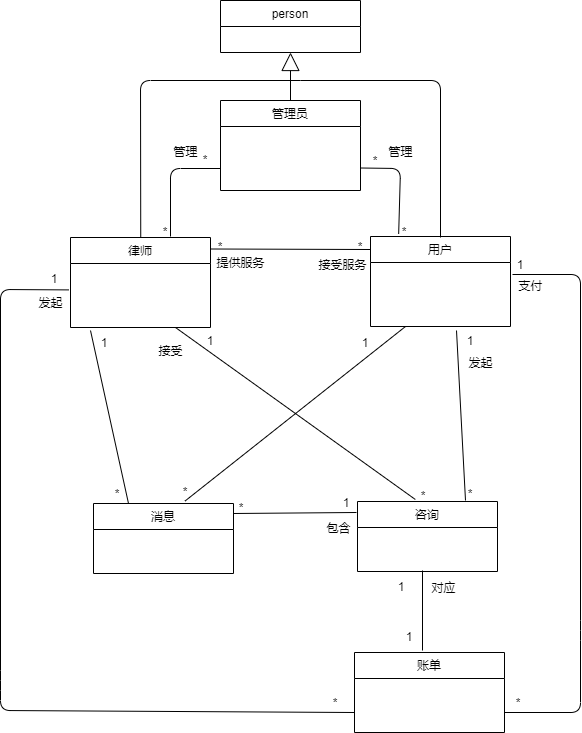 person
管理员
管理 * * 管理
* *
律师 * * 用户
提供服务 接受服务
1 1
发起 支付
1 接受 1 1 1
发起
* * * *
消息 * 1 咨询
包含
1 对应
1
账单
* *